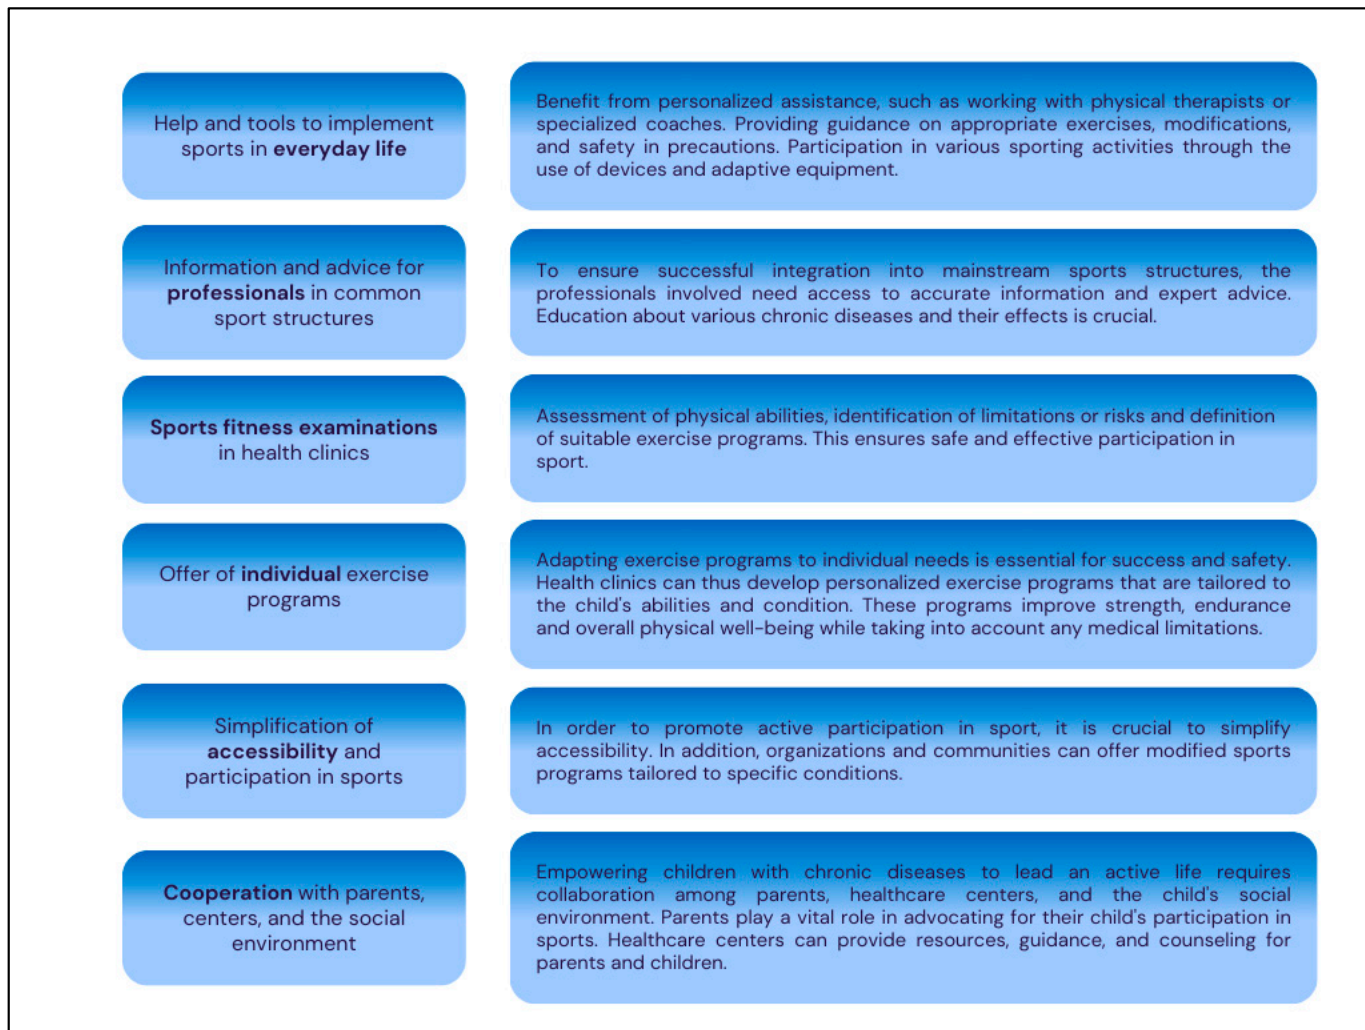 Help and tools to implement
sports in everyday life
Benefit from personalized assistance, such as working with physical therapists or
specialized coaches. Providing guidance on appropriate exercises, modifications,
and safety in precautions. Participation in various sporting activities through the
use of devices and adaptive equipment.
Information and advice for
professionals in common
sport structures
To ensure successful integration into mainstream sports structures, the
professionals involved need access to accurate information and expert advice.
Education about various chronic diseases and their effects is crucial.
Sports fitness examinations
in health clinics
Assessment of physical abilities, identification of limitations or risks and definition
of suitable exercise programs. This ensures safe and effective participation in
sport.
Offer of individual exercise
programs
Adapting exercise programs to individual needs is essential for success and safety.
Health clinics can thus develop personalized exercise programs that are tailored to
the child's abilities and condition. These programs improve strength, endurance
and overall physical well-being while taking into account any medical limitations.
Simplification of
accessibility and
participation in sports
In order to promote active participation in sport, it is crucial to simplify
accessibility. In addition, organizations and communities can offer modified sports
programs tailored to specific conditions.
Cooperation with parents,
centers, and the social
environment
Empowering children with chronic diseases to lead an active life requires
collaboration among parents, healthcare centers, and the child's social
environment. Parents play a vital role in advocating for their child's participation in
sports. Healthcare centers can provide resources, guidance, and counseling for
parents and children.